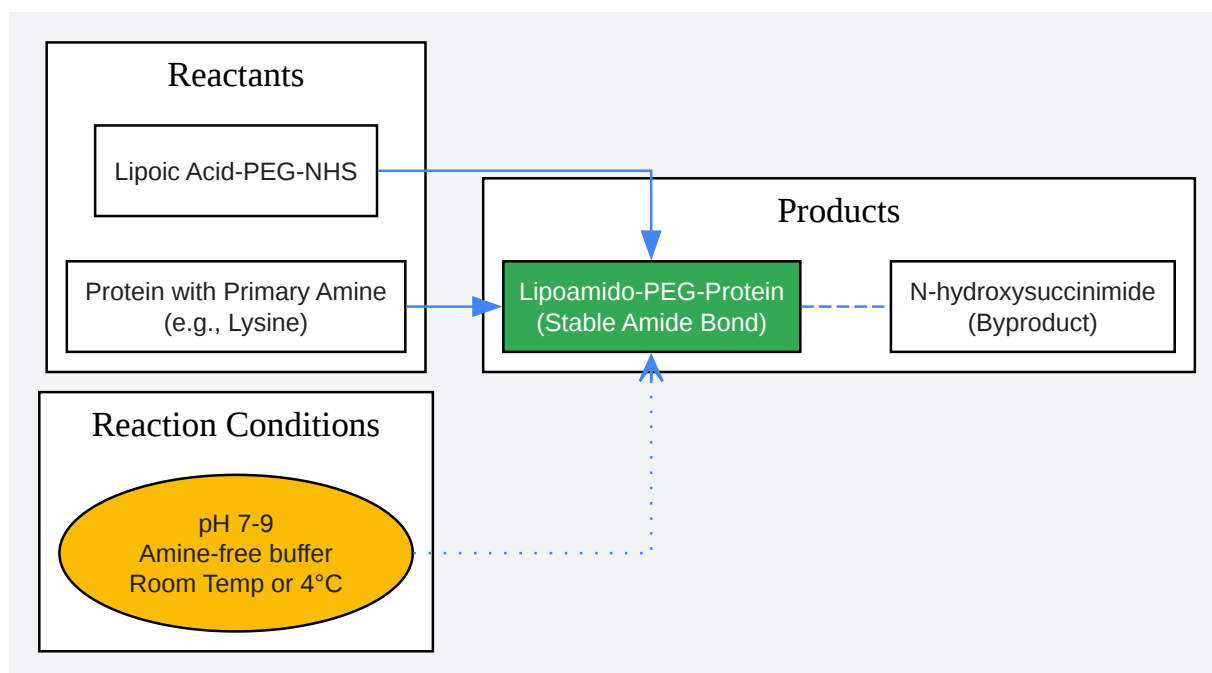 Reactants
Lipoic Acid-PEG-NHS
Protein with Primary Amine
(e.g., Lysine)
Products
Lipoamido-PEG-Protein
(Stable Amide Bond)
N-hydroxysuccinimide
(Byproduct)
Reaction Conditions
pH 7-9
Amine-free buffer
Room Temp or 4°C